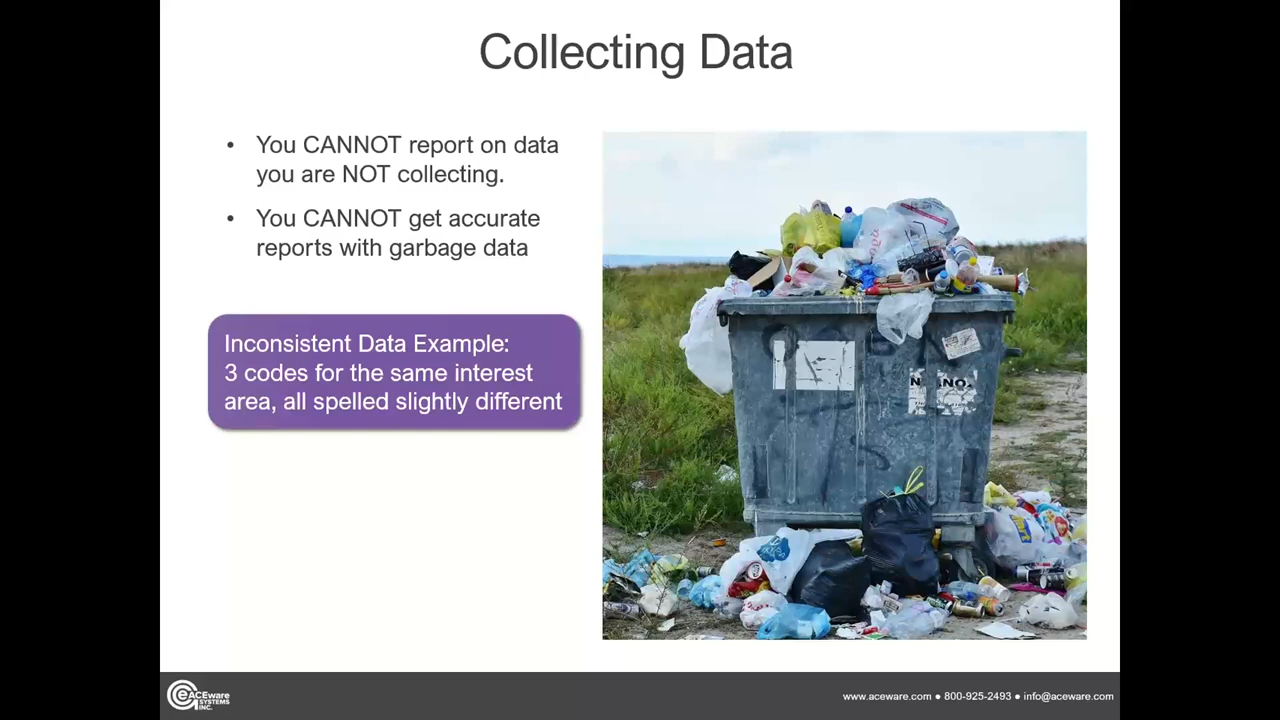 Collecting Data
• You CANNOT report on data
you are NOT collecting.
• You CANNOT get accurate
reports with garbage data
Inconsistent Data Example:
3 codes for the same interest
area, all spelled slightly different
ACEware
SYSTEMS
INC.
www.aceware.com ● 800-925-2493 ● info@aceware.com